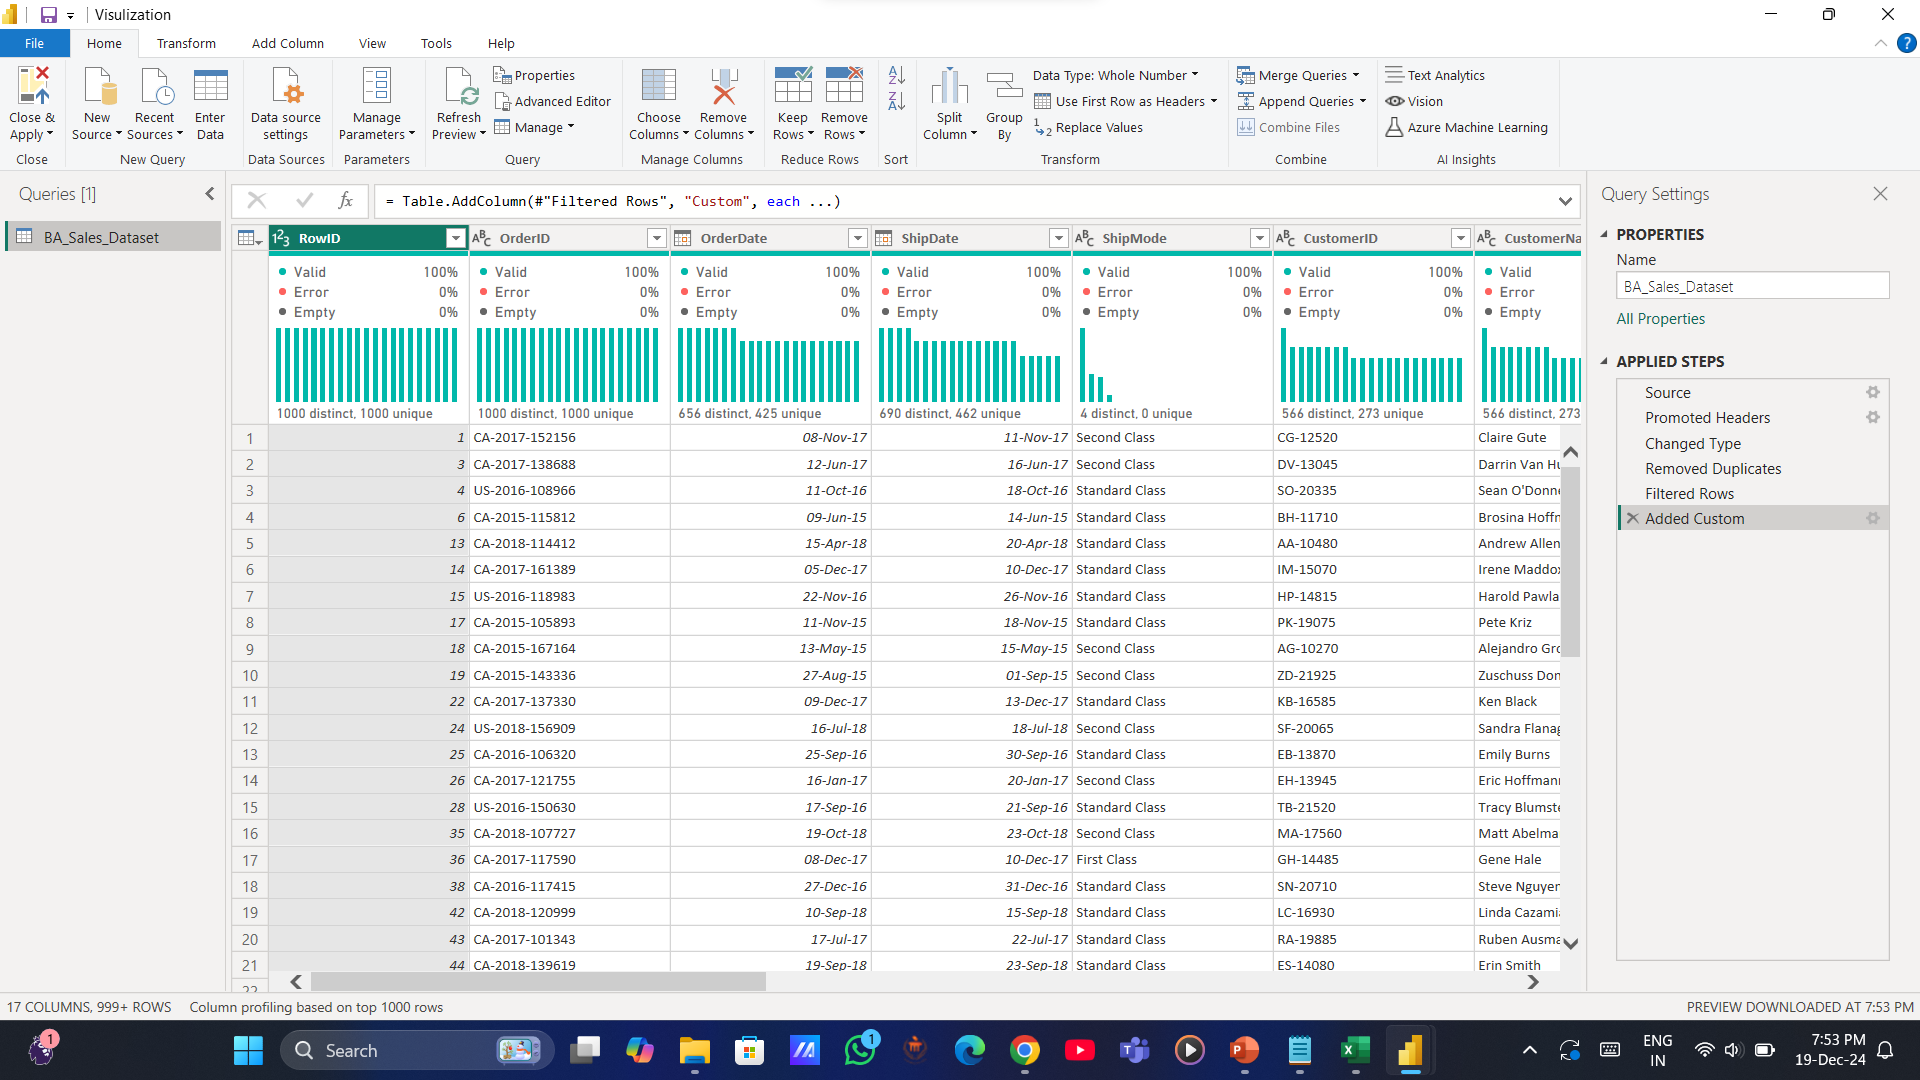 Visulization
File Home Transform Add Column View Tools Help
Close & Apply
New Source
Recent Sources
Enter Data
Data source settings
Manage Parameters
Refresh Preview
Properties
Advanced Editor
Manage
Choose Columns
Remove Columns
Keep Rows
Remove Rows
Split Column
Group By
Data Type: Whole Number
Use First Row as Headers
Replace Values
Merge Queries
Append Queries
Combine Files
Text Analytics
Vision
Azure Machine Learning
Close New Query Data Sources Parameters Query Manage Columns Reduce Rows Sort Transform Combine AI Insights
Queries [1]
BA_Sales_Dataset
= Table.AddColumn(#"Filtered Rows", "Custom", each ...)
RowID OrderID OrderDate ShipDate ShipMode CustomerID CustomerNa
Valid 100% Valid 100% Valid 100% Valid 100% Valid 100% Valid 100% Valid
Error 0% Error 0% Error 0% Error 0% Error 0% Error 0% Error
Empty 0% Empty 0% Empty 0% Empty 0% Empty 0% Empty 0% Empty
1000 distinct, 1000 unique 1000 distinct, 1000 unique 656 distinct, 425 unique 690 distinct, 462 unique 4 distinct, 0 unique 566 distinct, 273 unique 566 distinct, 273
1 1 CA-2017-152156 08-Nov-17 11-Nov-17 Second Class CG-12520 Claire Gute
2 3 CA-2017-138688 12-Jun-17 16-Jun-17 Second Class DV-13045 Darrin Van Hu
3 4 US-2016-108966 11-Oct-16 18-Oct-16 Standard Class SO-20335 Sean O'Donne
4 6 CA-2015-115812 09-Jun-15 14-Jun-15 Standard Class BH-11710 Brosina Hoffn
5 13 CA-2018-114412 15-Apr-18 20-Apr-18 Standard Class AA-10480 Andrew Allen
6 14 CA-2017-161389 05-Dec-17 10-Dec-17 Standard Class IM-15070 Irene Maddox
7 15 US-2016-118983 22-Nov-16 26-Nov-16 Standard Class HP-14815 Harold Pawla
8 17 CA-2015-105893 11-Nov-15 18-Nov-15 Standard Class PK-19075 Pete Kriz
9 18 CA-2015-167164 13-May-15 15-May-15 Second Class AG-10270 Alejandro Gro
10 19 CA-2015-143336 27-Aug-15 01-Sep-15 Second Class ZD-21925 Zuschuss Don
11 22 CA-2017-137330 09-Dec-17 13-Dec-17 Standard Class KB-16585 Ken Black
12 24 US-2018-156909 16-Jul-18 18-Jul-18 Second Class SF-20065 Sandra Flanag
13 25 CA-2016-106320 25-Sep-16 30-Sep-16 Standard Class EB-13870 Emily Burns
14 26 CA-2017-121755 16-Jan-17 20-Jan-17 Second Class EH-13945 Eric Hoffman
15 28 US-2016-150630 17-Sep-16 21-Sep-16 Standard Class TB-21520 Tracy Blumste
16 35 CA-2018-107727 19-Oct-18 23-Oct-18 Second Class MA-17560 Matt Abelma
17 36 CA-2017-117590 08-Dec-17 10-Dec-17 First Class GH-14485 Gene Hale
18 38 CA-2016-117415 27-Dec-16 31-Dec-16 Standard Class SN-20710 Steve Nguyen
19 42 CA-2018-120999 10-Sep-18 15-Sep-18 Standard Class LC-16930 Linda Cazami
20 43 CA-2017-101343 17-Jul-17 22-Jul-17 Standard Class RA-19885 Ruben Ausma
21 44 CA-2018-139619 19-Sep-18 23-Sep-18 Standard Class ES-14080 Erin Smith
22
Query Settings
PROPERTIES
Name
BA_Sales_Dataset
All Properties
APPLIED STEPS
Source
Promoted Headers
Changed Type
Removed Duplicates
Filtered Rows
Added Custom
17 COLUMNS, 999+ ROWS Column profiling based on top 1000 rows PREVIEW DOWNLOADED AT 7:53 PM
1 Search 1 ENG IN 7:53 PM 19-Dec-24